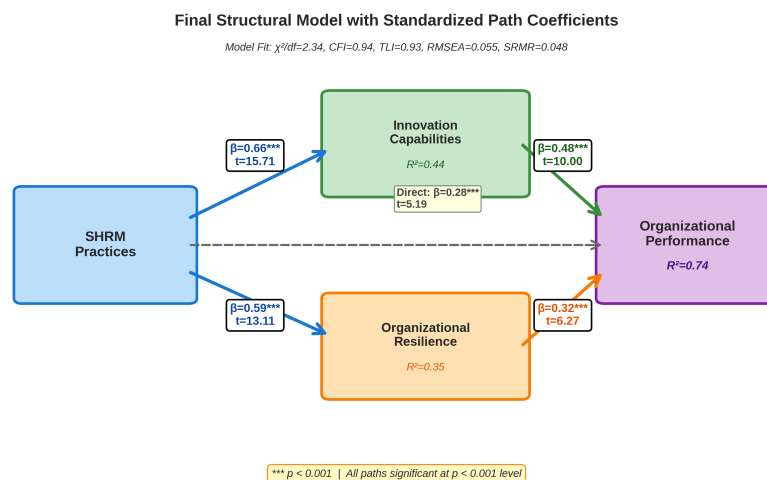 Final Structural Model with Standardized Path Coefficients
Model Fit: χ²/df=2.34, CFI=0.94, TLI=0.93, RMSEA=0.055, SRMR=0.048
Innovation
Capabilities
R²=0.44
β=0.66***
t=15.71
β=0.48***
t=10.00
Direct: β=0.28***
t=5.19
SHRM
Practices
Organizational
Performance
R²=0.74
β=0.59***
t=13.11
Organizational
Resilience
R²=0.35
β=0.32***
t=6.27
*** p < 0.001 | All paths significant at p < 0.001 level